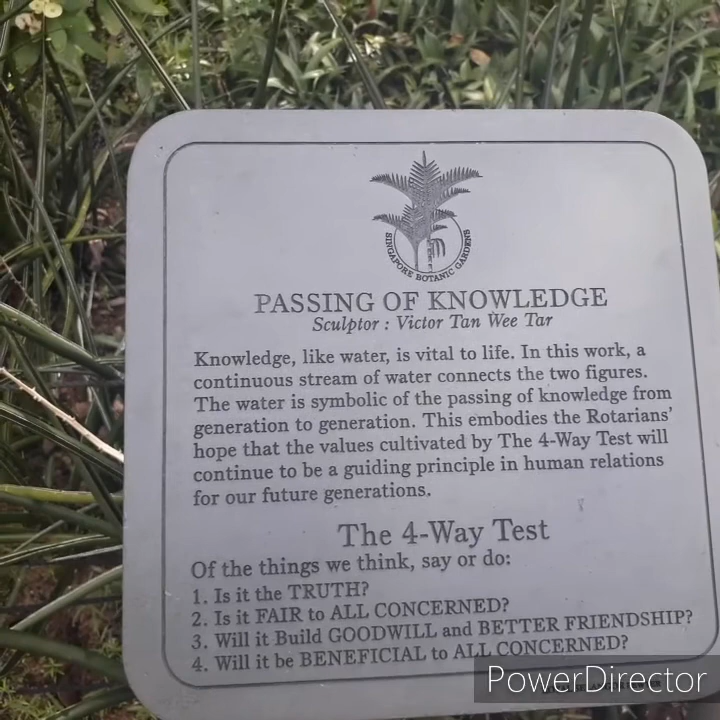 SINGAPORE BOTANIC GARDENS
PASSING OF KNOWLEDGE
Sculptor : Victor Tan Wee Tar
Knowledge, like water, is vital to life. In this work, a
continuous stream of water connects the two figures.
The water is symbolic of the passing of knowledge from
generation to generation. This embodies the Rotarians'
hope that the values cultivated by The 4-Way Test will
continue to be a guiding principle in human relations
for our future generations.
The 4-Way Test
Of the things we think, say or do:
1. Is it the TRUTH?
2. Is it FAIR to ALL CONCERNED?
3. Will it Build GOODWILL and BETTER FRIENDSHIP?
4. Will it be BENEFICIAL to ALL CONCERNED?
PowerDirector